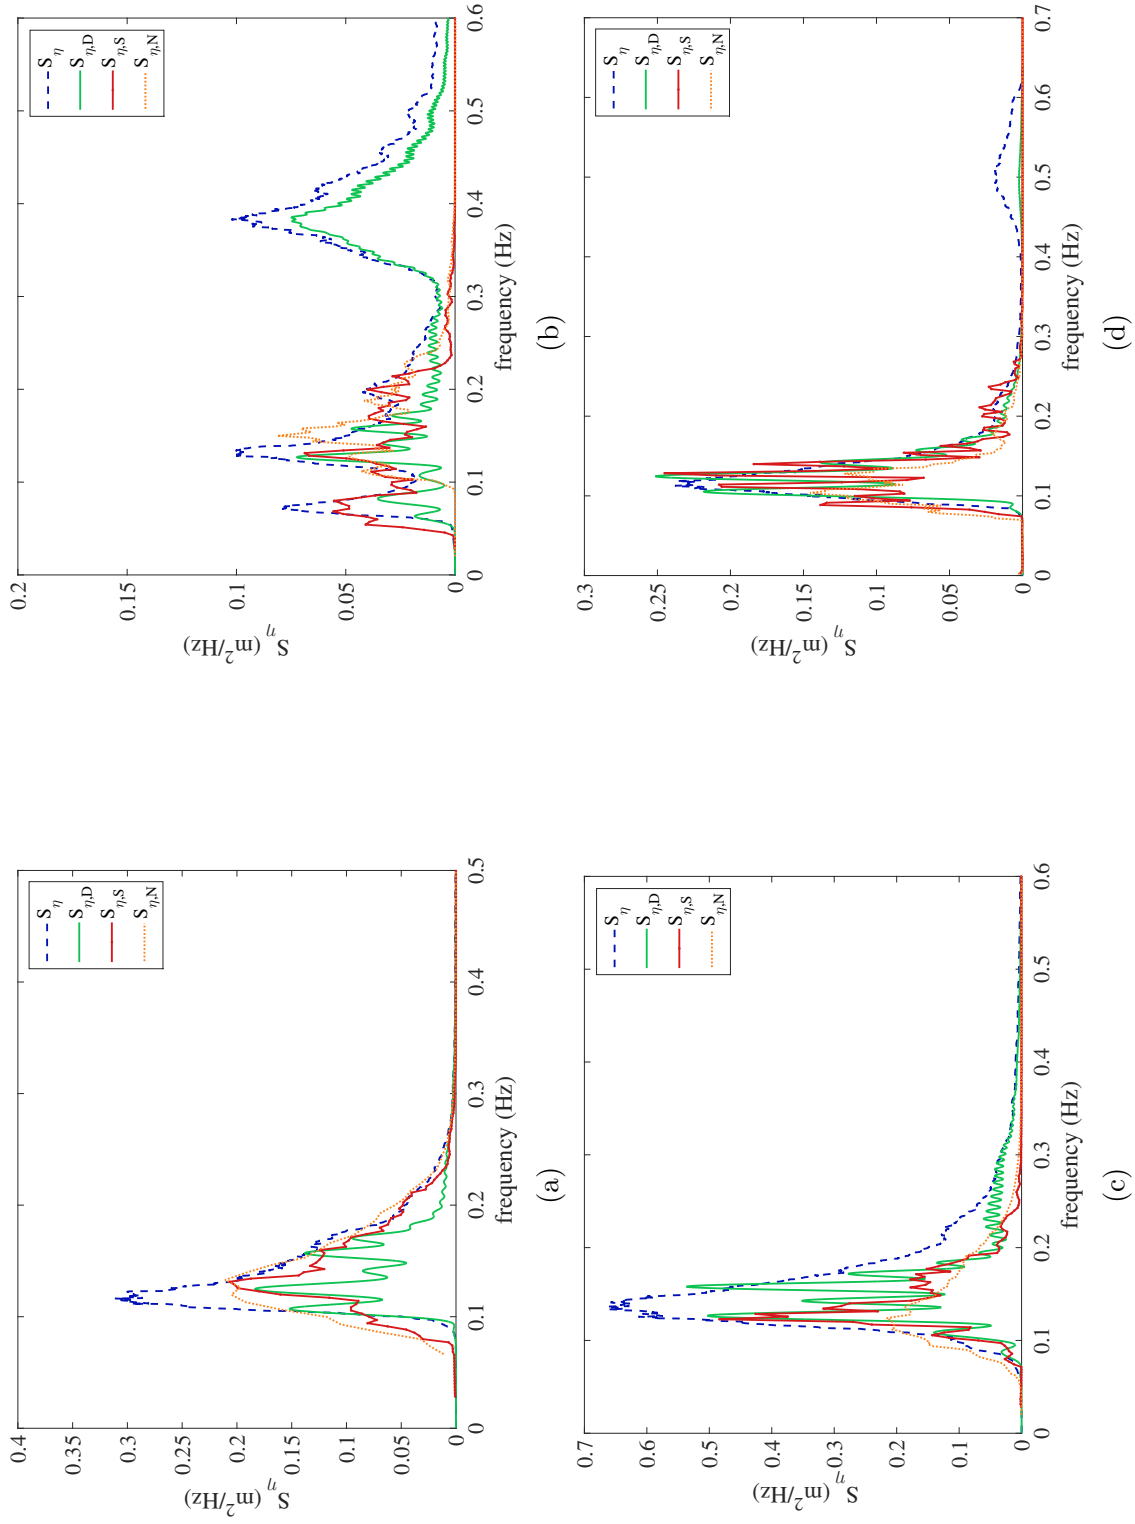 0.4
0.35
0.3
0.25
0.2
0.15
0.1
0.05
0
S_η (m²/Hz)
0
0.1
0.2
0.3
0.4
0.5
frequency (Hz)
S_η
S_η,D
S_η,S
S_η,N
(a)
0.2
0.15
0.1
0.05
0
S_η (m²/Hz)
0
0.1
0.2
0.3
0.4
0.5
0.6
frequency (Hz)
S_η
S_η,D
S_η,S
S_η,N
(b)
0.7
0.6
0.5
0.4
0.3
0.2
0.1
0
S_η (m²/Hz)
0
0.1
0.2
0.3
0.4
0.5
0.6
frequency (Hz)
S_η
S_η,D
S_η,S
S_η,N
(c)
0.3
0.25
0.2
0.15
0.1
0.05
0
S_η (m²/Hz)
0
0.1
0.2
0.3
0.4
0.5
0.6
0.7
frequency (Hz)
S_η
S_η,D
S_η,S
S_η,N
(d)